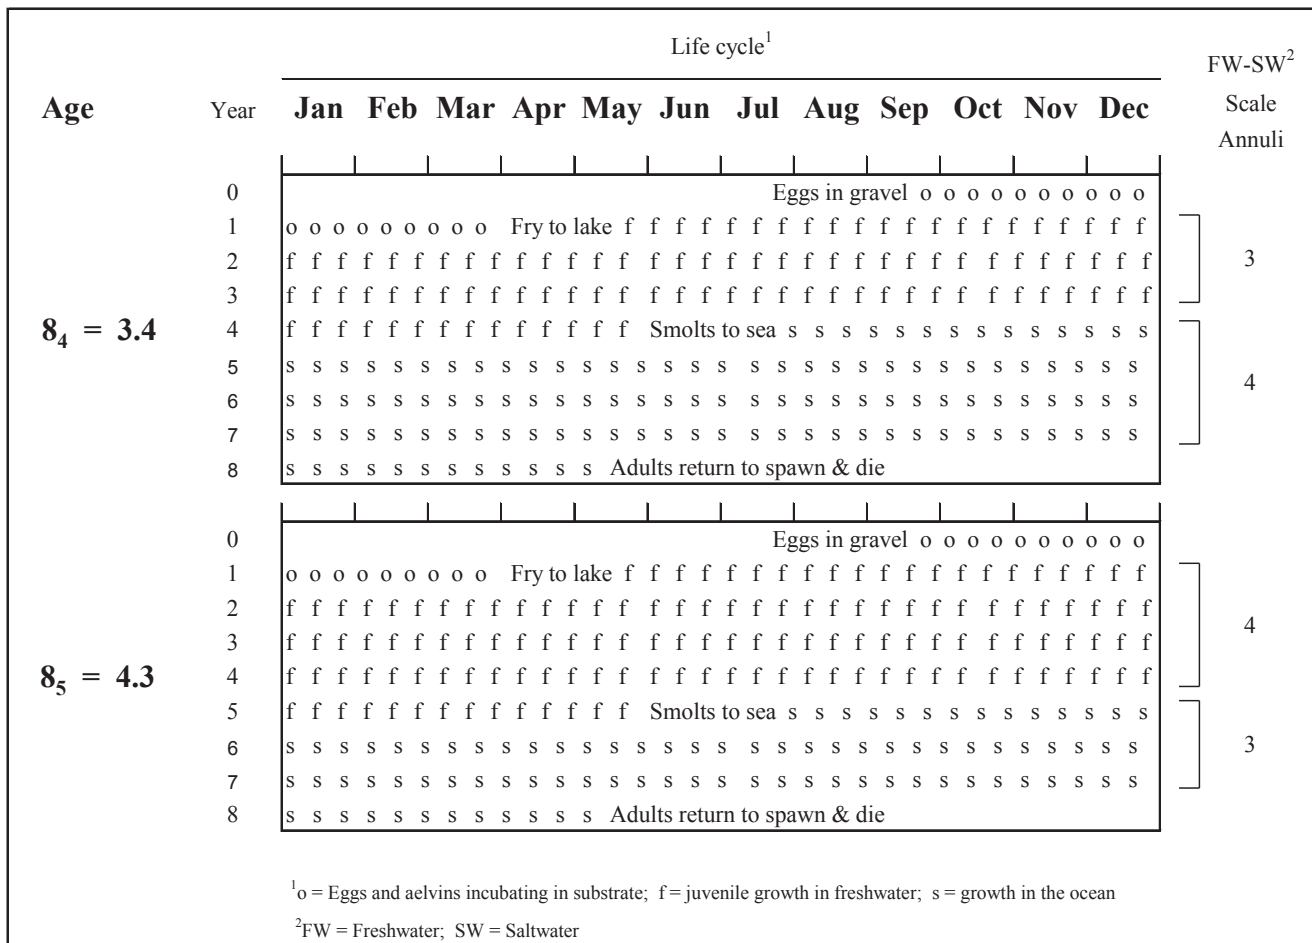 Life cycle1
FW-SW2
Age Year Jan Feb Mar Apr May Jun Jul Aug Sep Oct Nov Dec Scale
Annuli
0 Eggs in gravel o o o o o o o o o o
1 o o o o o o o o o Fry to lake f f f f f f f f f f f f f f f f f f f f f
2 f f f f f f f f f f f f f f f f f f f f f f f f f f f f f f f f f f 3
3 f f f f f f f f f f f f f f f f f f f f f f f f f f f f f f f f f f
84 = 3.4 4 f f f f f f f f f f f f f f Smolts to sea s s s s s s s s s s s s s s
5 s s s s s s s s s s s s s s s s s s s s s s s s s s s s s s s s 4
6 s s s s s s s s s s s s s s s s s s s s s s s s s s s s s s s s
7 s s s s s s s s s s s s s s s s s s s s s s s s s s s s s s s s
8 s s s s s s s s s s s s Adults return to spawn & die
0 Eggs in gravel o o o o o o o o o o
1 o o o o o o o o o Fry to lake f f f f f f f f f f f f f f f f f f f f f
2 f f f f f f f f f f f f f f f f f f f f f f f f f f f f f f f f f f 4
3 f f f f f f f f f f f f f f f f f f f f f f f f f f f f f f f f f f
85 = 4.3 4 f f f f f f f f f f f f f f f f f f f f f f f f f f f f f f f f f f
5 f f f f f f f f f f f f f f Smolts to sea s s s s s s s s s s s s s s
6 s s s s s s s s s s s s s s s s s s s s s s s s s s s s s s s s 3
7 s s s s s s s s s s s s s s s s s s s s s s s s s s s s s s s s
8 s s s s s s s s s s s s Adults return to spawn & die
1o = Eggs and aelvins incubating in substrate; f = juvenile growth in freshwater; s = growth in the ocean
2FW = Freshwater; SW = Saltwater